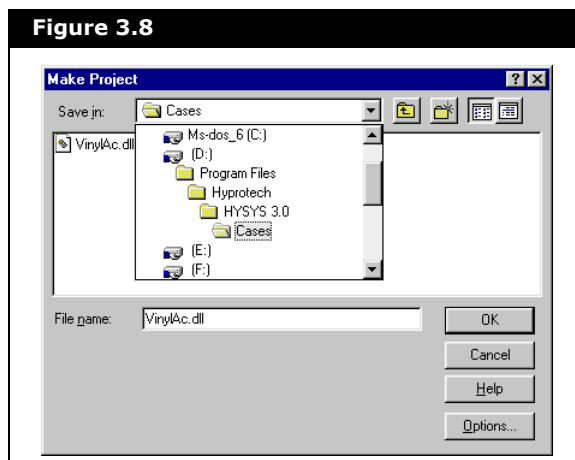 Figure 3.8
Make Project
Save in: Cases
VinylAc.dll
Ms-dos_6 (C:)
(D:)
Program Files
Hyprotech
HYSYS 3.0
Cases
(E:)
(F:)
File name: VinylAc.dll
OK
Cancel
Help
Options...